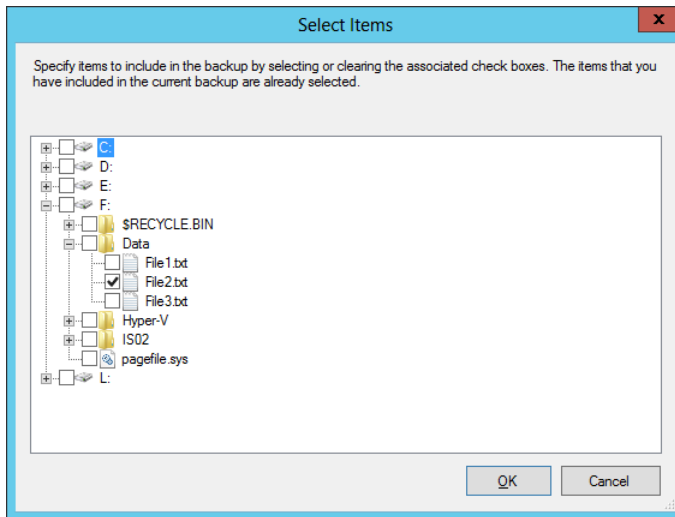 Select Items
x
Specify items to include in the backup by selecting or clearing the associated check boxes. The items that you
have included in the current backup are already selected.
C:
D:
E:
F:
$RECYCLE.BIN
Data
File1.txt
File2.txt
File3.txt
Hyper-V
IS02
pagefile.sys
L:
OK
Cancel